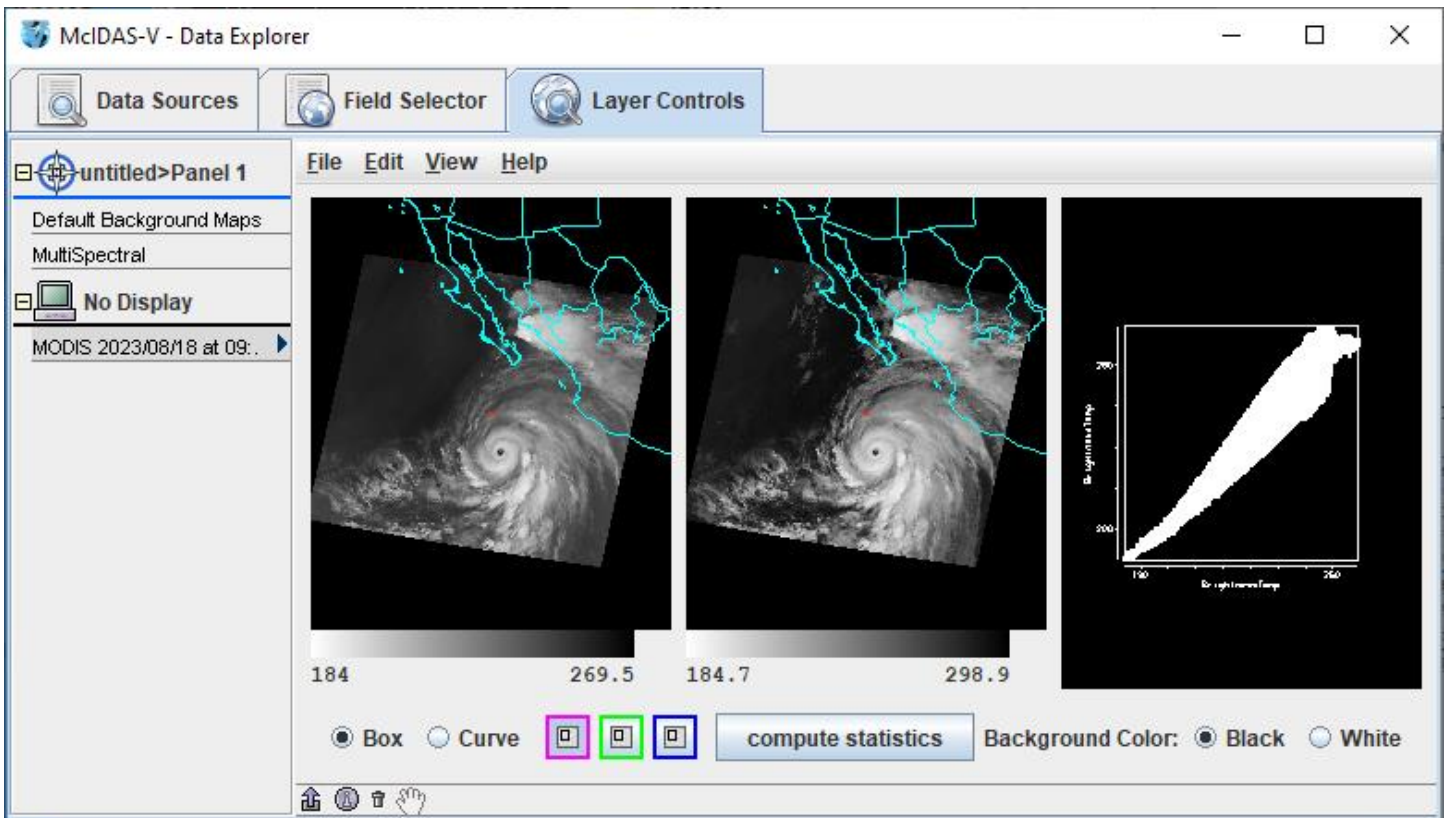 McIDAS-V - Data Explorer
Data Sources
Field Selector
Layer Controls
untitled>Panel 1
Default Background Maps
MultiSpectral
No Display
MODIS 2023/08/18 at 09:.
File Edit View Help
184 269.5
184.7 298.9
200
Box Curve compute statistics Background Color: Black White